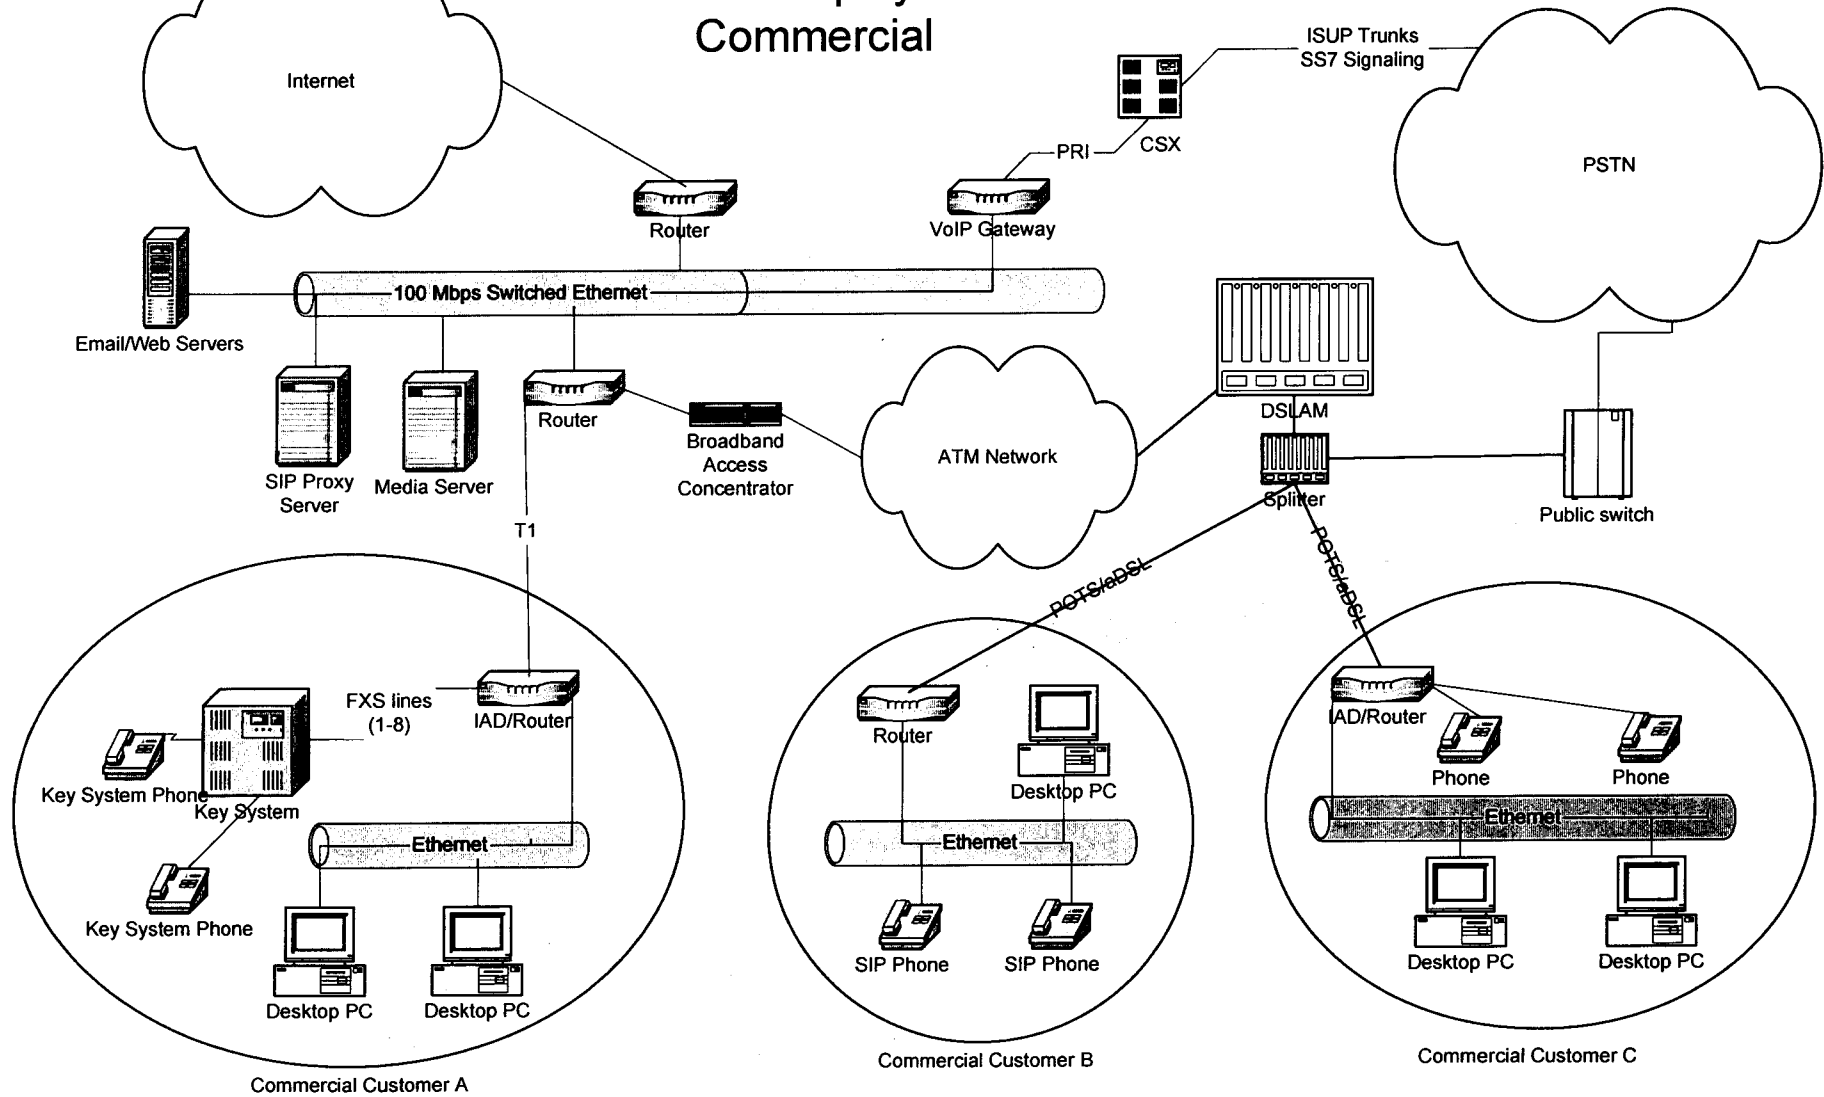 Commercial
Internet
ISUP Trunks
SS7 Signaling
CSX
PRI
PSTN
Router
VoIP Gateway
100 Mbps Switched Ethernet
Email/Web Servers
SIP Proxy
Server
Media Server
Router
Broadband
Access
Concentrator
ATM Network
DSLAM
Splitter
Public switch
T1
POTS/aDSL
POTS/aDSL
FXS lines
(1-8)
IAD/Router
Key System Phone
Key System
Ethernet
Key System Phone
Desktop PC
Desktop PC
Commercial Customer A
Router
Desktop PC
Ethernet
SIP Phone
SIP Phone
Commercial Customer B
IAD/Router
Phone
Phone
Ethernet
Desktop PC
Desktop PC
Commercial Customer C